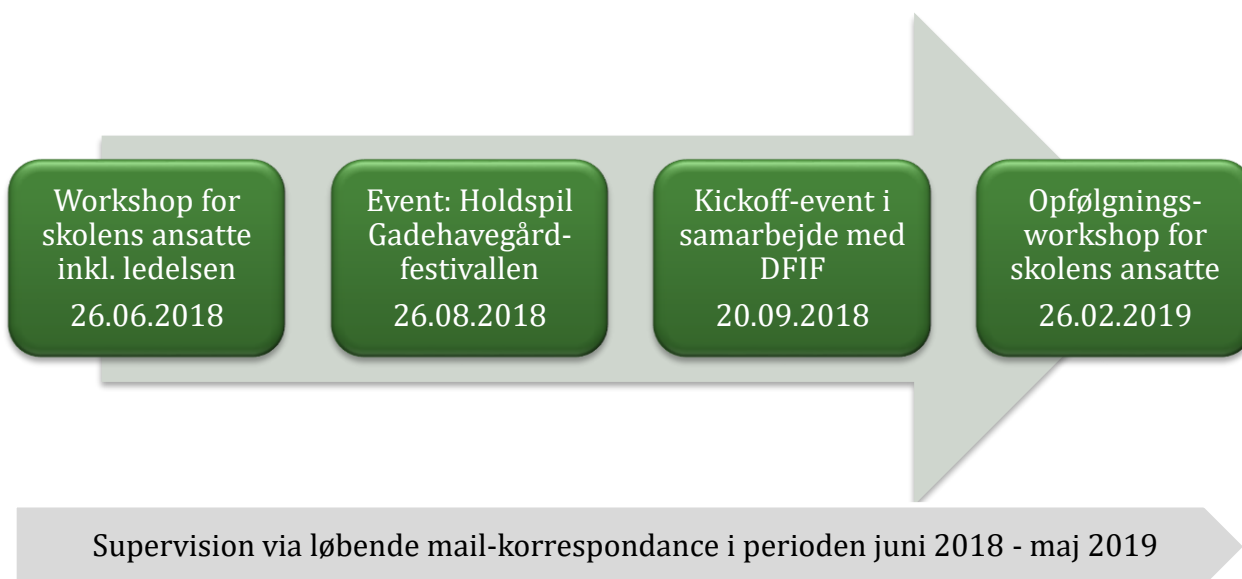 Workshop for
skolens ansatte
inkl. ledelsen
26.06.2018
Event: Holdspil
Gadehavegård-
festivallen
26.08.2018
Kickoff-event i
samarbejde med
DFIF
20.09.2018
Opfølgnings-
workshop for
skolens ansatte
26.02.2019
Supervision via løbende mail-korrespondance i perioden juni 2018 - maj 2019